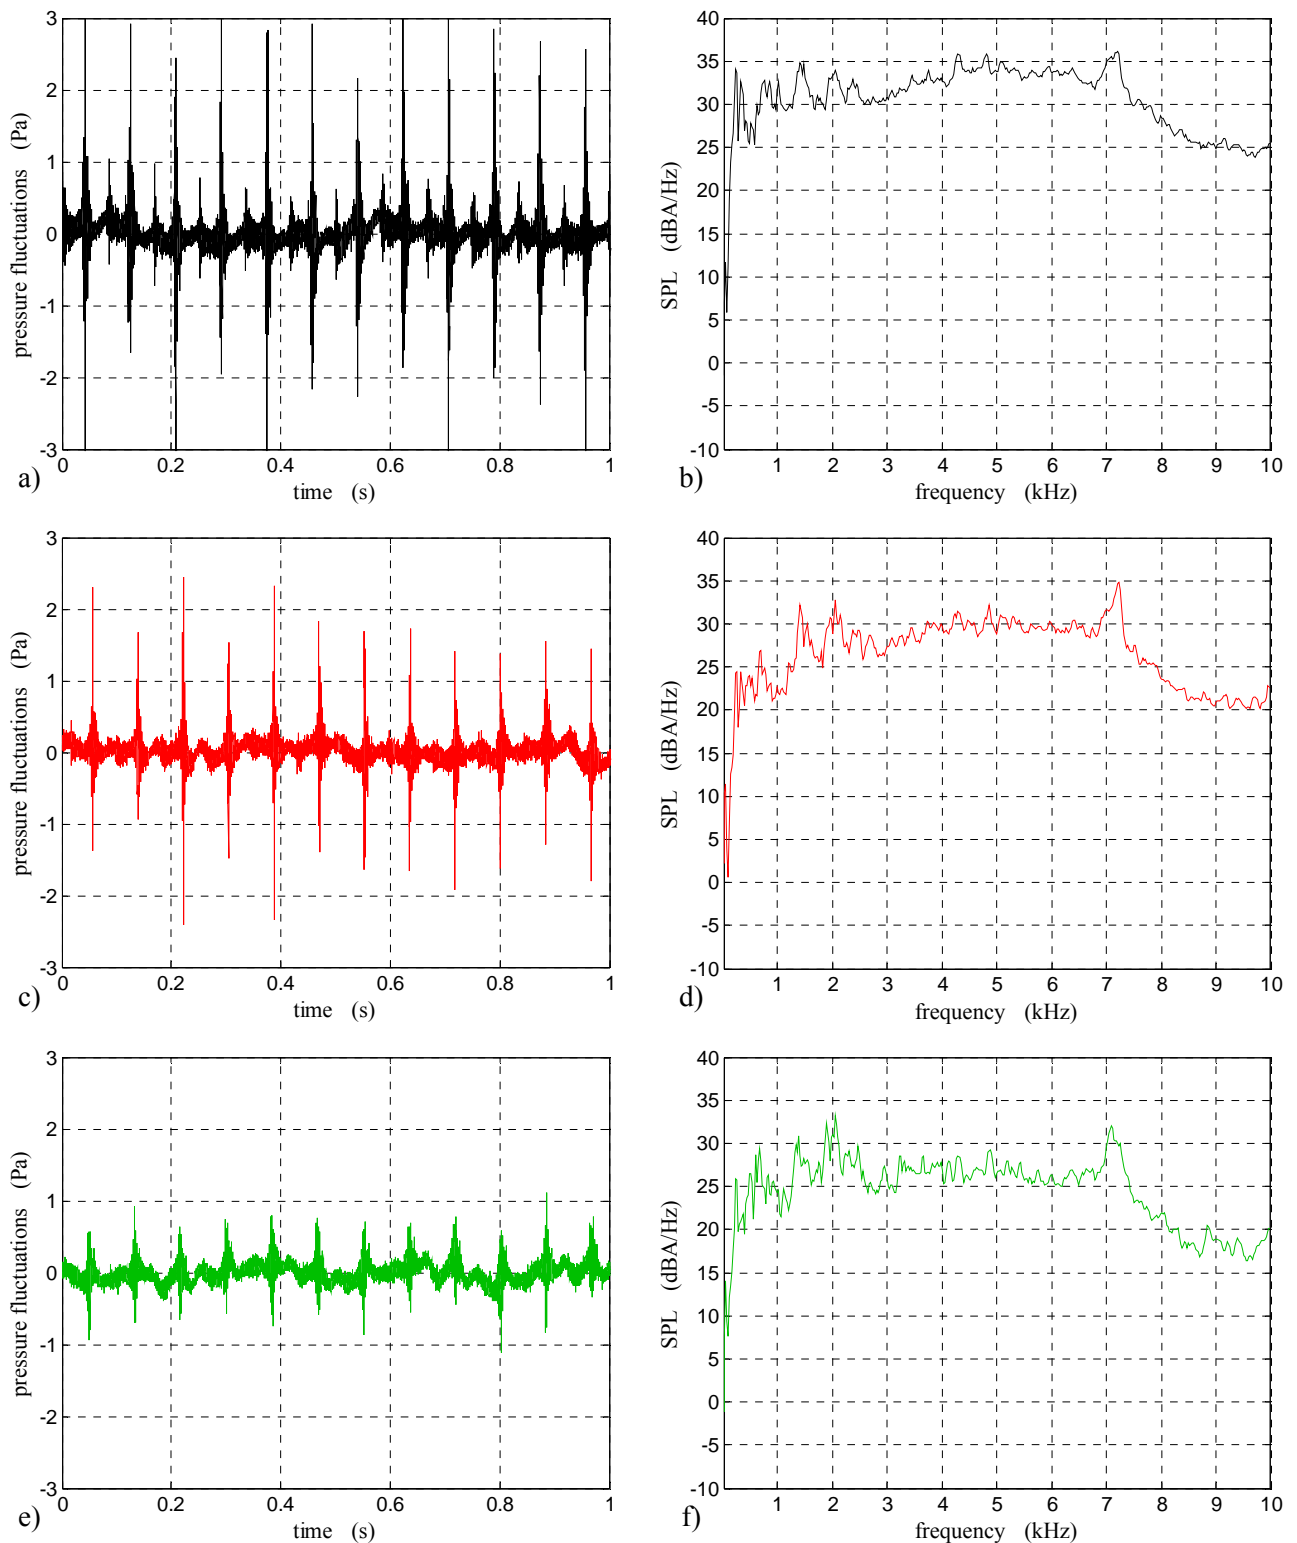 3
2
1
0
-1
-2
-3
pressure fluctuations (Pa)
0 0.2 0.4 0.6 0.8 1
time (s)
a)
40
35
30
25
20
15
10
5
0
-5
-10
SPL (dBA/Hz)
1 2 3 4 5 6 7 8 9 10
frequency (kHz)
b)
3
2
1
0
-1
-2
-3
pressure fluctuations (Pa)
0 0.2 0.4 0.6 0.8 1
time (s)
c)
40
35
30
25
20
15
10
5
0
-5
-10
SPL (dBA/Hz)
1 2 3 4 5 6 7 8 9 10
frequency (kHz)
d)
3
2
1
0
-1
-2
-3
pressure fluctuations (Pa)
0 0.2 0.4 0.6 0.8 1
time (s)
e)
40
35
30
25
20
15
10
5
0
-5
-10
SPL (dBA/Hz)
1 2 3 4 5 6 7 8 9 10
frequency (kHz)
f)